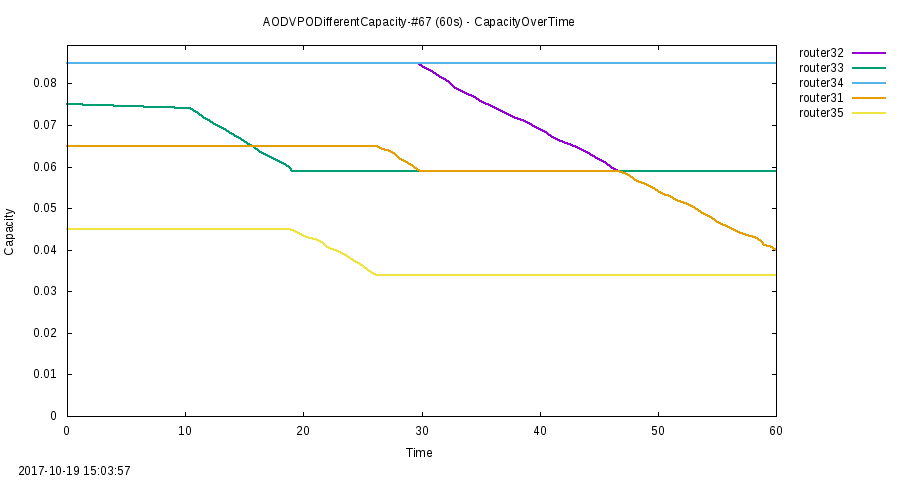 AODVPODifferentCapacity-#67 (60s) - CapacityOverTime
router32
router33
router34
router31
router35
0.08
0.07
0.06
0.05
0.04
0.03
0.02
0.01
0
Capacity
0 10 20 30 40 50 60
Time
2017-10-19 15:03:57